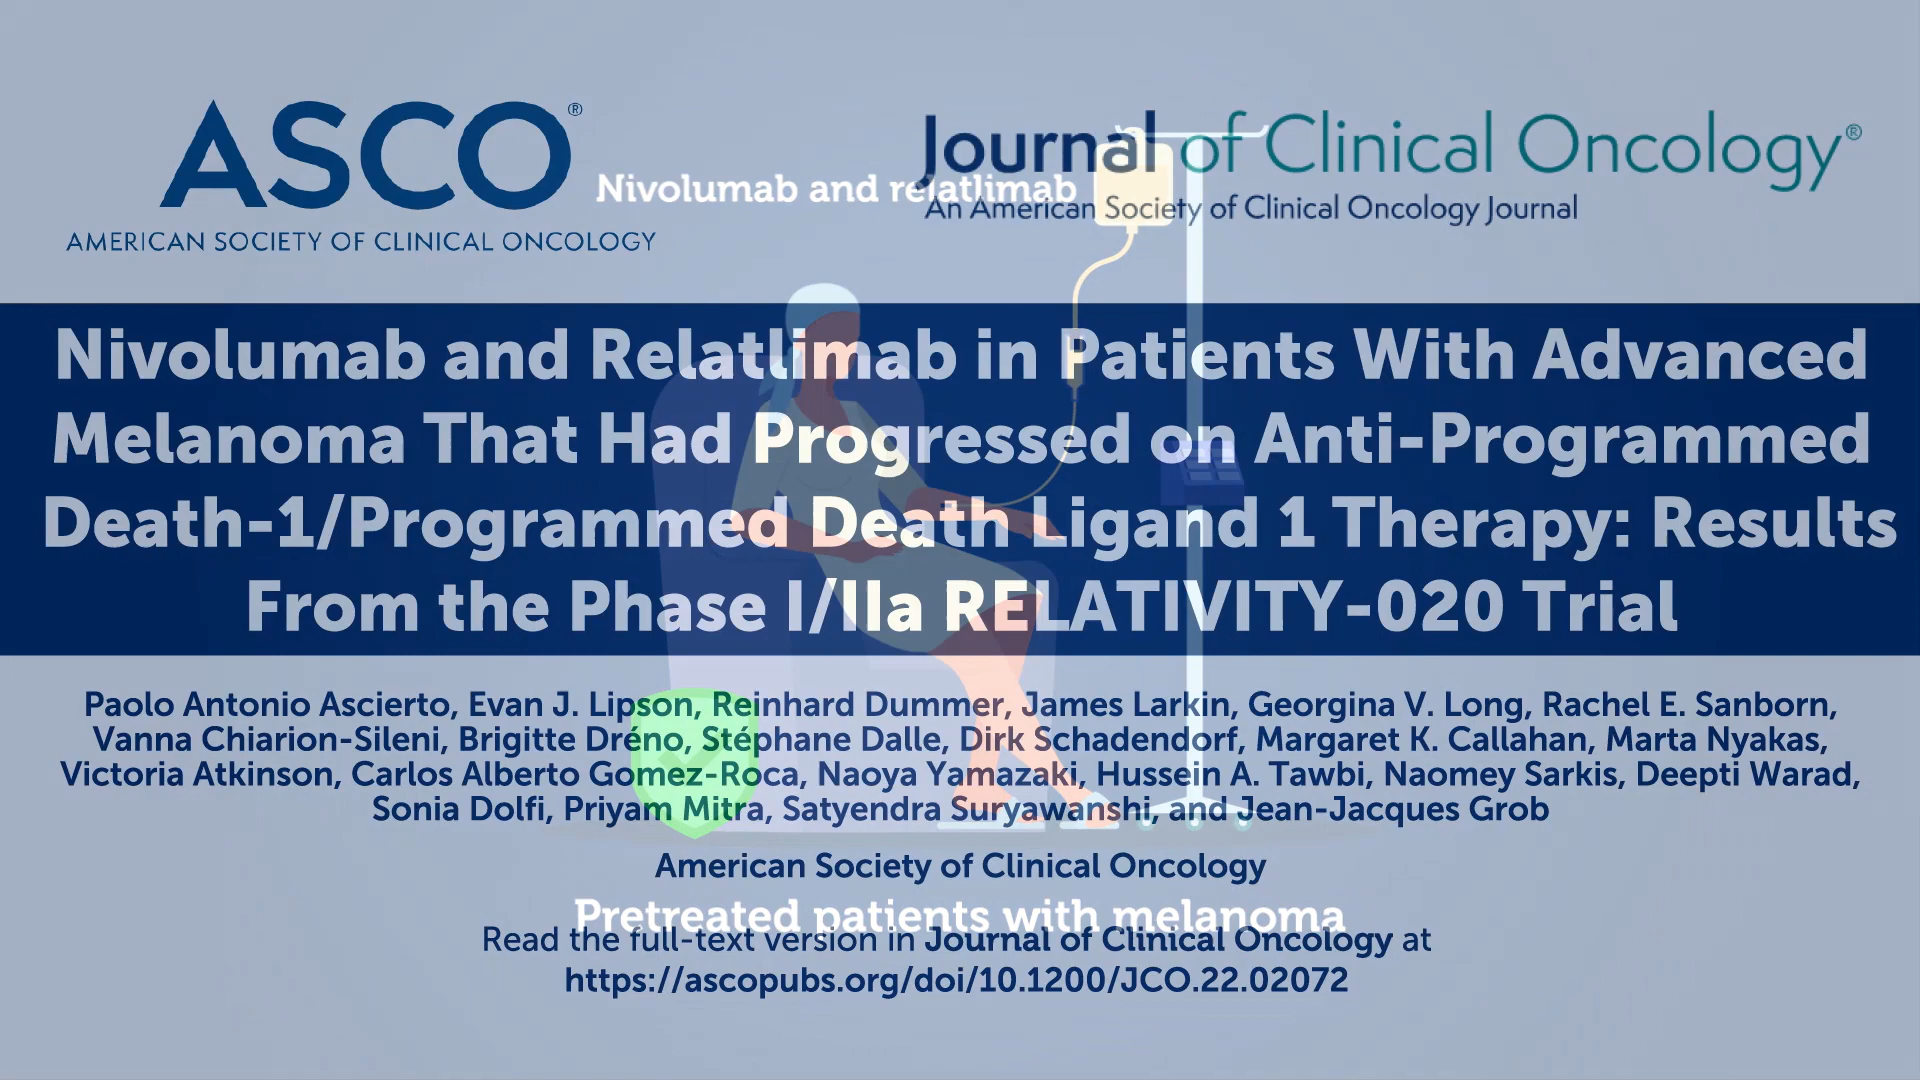 ASCO®
AMERICAN SOCIETY OF CLINICAL ONCOLOGY
Journal of Clinical Oncology®
An American Society of Clinical Oncology Journal
Nivolumab and relatlimab
Nivolumab and Relatlimab in Patients With Advanced
Melanoma That Had Progressed on Anti-Programmed
Death-1/Programmed Death Ligand 1 Therapy: Results
From the Phase I/IIa RELATIVITY-020 Trial
Paolo Antonio Ascierto, Evan J. Lipson, Reinhard Dummer, James Larkin, Georgina V. Long, Rachel E. Sanborn,
Vanna Chiarion-Sileni, Brigitte Dréno, Stéphane Dalle, Dirk Schadendorf, Margaret K. Callahan, Marta Nyakas,
Victoria Atkinson, Carlos Alberto Gomez-Roca, Naoya Yamazaki, Hussein A. Tawbi, Naomey Sarkis, Deepti Warad,
Sonia Dolfi, Priyam Mitra, Satyendra Suryawanshi, and Jean-Jacques Grob
American Society of Clinical Oncology
Pretreated patients with melanoma
Read the full-text version in Journal of Clinical Oncology at
https://ascopubs.org/doi/10.1200/JCO.22.02072